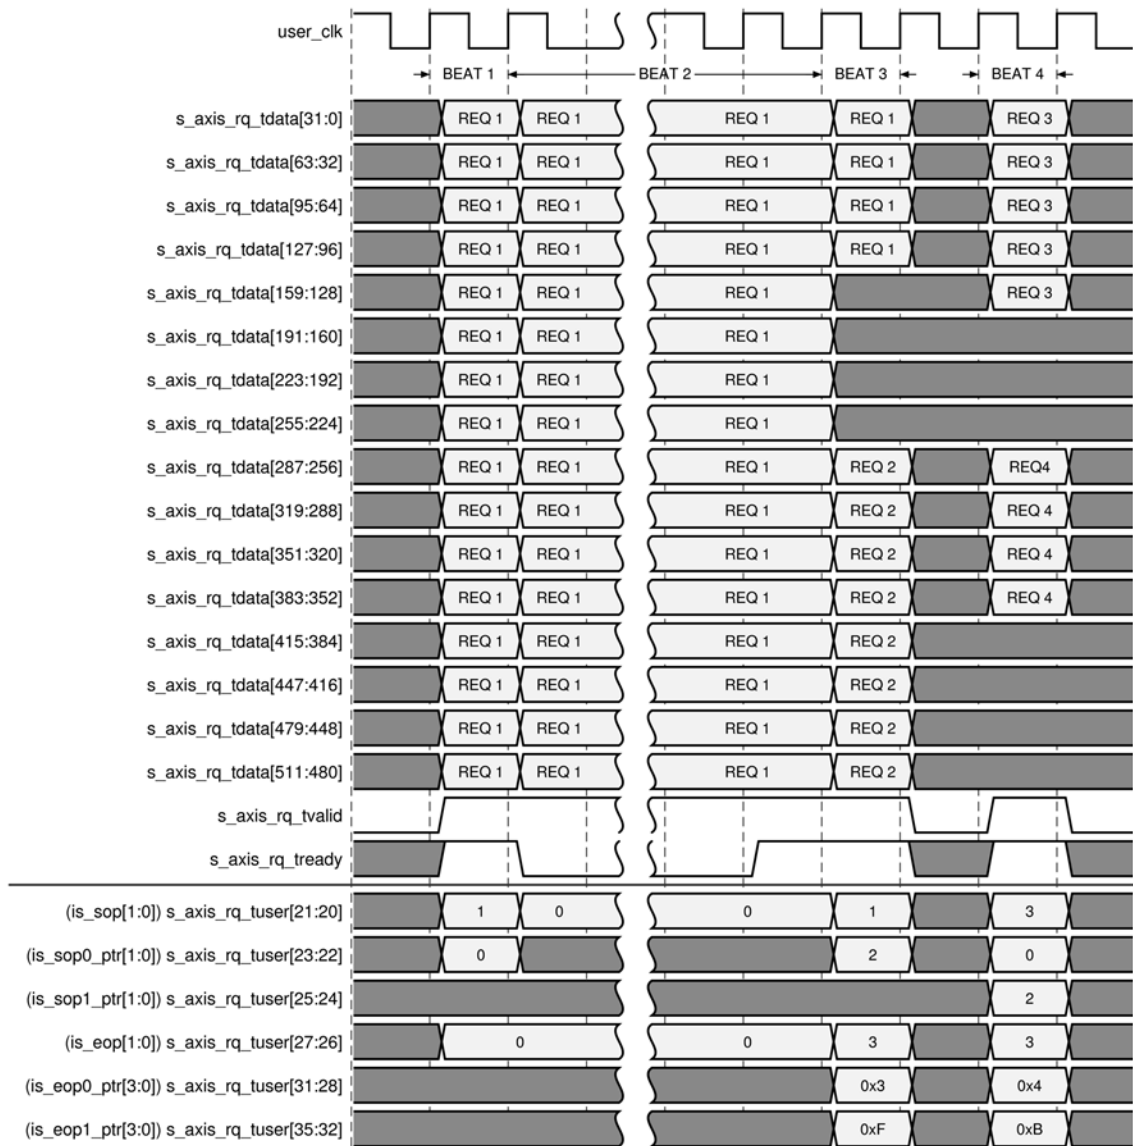 user_clk
BEAT 1 BEAT 2 BEAT 3 BEAT 4
s_axis_rq_tdata[31:0] REQ 1 REQ 1 REQ 1 REQ 1 REQ 3
s_axis_rq_tdata[63:32] REQ 1 REQ 1 REQ 1 REQ 1 REQ 3
s_axis_rq_tdata[95:64] REQ 1 REQ 1 REQ 1 REQ 1 REQ 3
s_axis_rq_tdata[127:96] REQ 1 REQ 1 REQ 1 REQ 1 REQ 3
s_axis_rq_tdata[159:128] REQ 1 REQ 1 REQ 1 REQ 3
s_axis_rq_tdata[191:160] REQ 1 REQ 1 REQ 1
s_axis_rq_tdata[223:192] REQ 1 REQ 1 REQ 1
s_axis_rq_tdata[255:224] REQ 1 REQ 1 REQ 1
s_axis_rq_tdata[287:256] REQ 1 REQ 1 REQ 1 REQ 2 REQ4
s_axis_rq_tdata[319:288] REQ 1 REQ 1 REQ 1 REQ 2 REQ 4
s_axis_rq_tdata[351:320] REQ 1 REQ 1 REQ 1 REQ 2 REQ 4
s_axis_rq_tdata[383:352] REQ 1 REQ 1 REQ 1 REQ 2 REQ 4
s_axis_rq_tdata[415:384] REQ 1 REQ 1 REQ 1 REQ 2
s_axis_rq_tdata[447:416] REQ 1 REQ 1 REQ 1 REQ 2
s_axis_rq_tdata[479:448] REQ 1 REQ 1 REQ 1 REQ 2
s_axis_rq_tdata[511:480] REQ 1 REQ 1 REQ 1 REQ 2
s_axis_rq_tvalid
s_axis_rq_tready
(is_sop[1:0]) s_axis_rq_tuser[21:20] 1 0 0 1 3
(is_sop0_ptr[1:0]) s_axis_rq_tuser[23:22] 0 2 0
(is_sop1_ptr[1:0]) s_axis_rq_tuser[25:24] 2
(is_eop[1:0]) s_axis_rq_tuser[27:26] 0 0 3 3
(is_eop0_ptr[3:0]) s_axis_rq_tuser[31:28] 0x3 0x4
(is_eop1_ptr[3:0]) s_axis_rq_tuser[35:32] 0xF 0xB